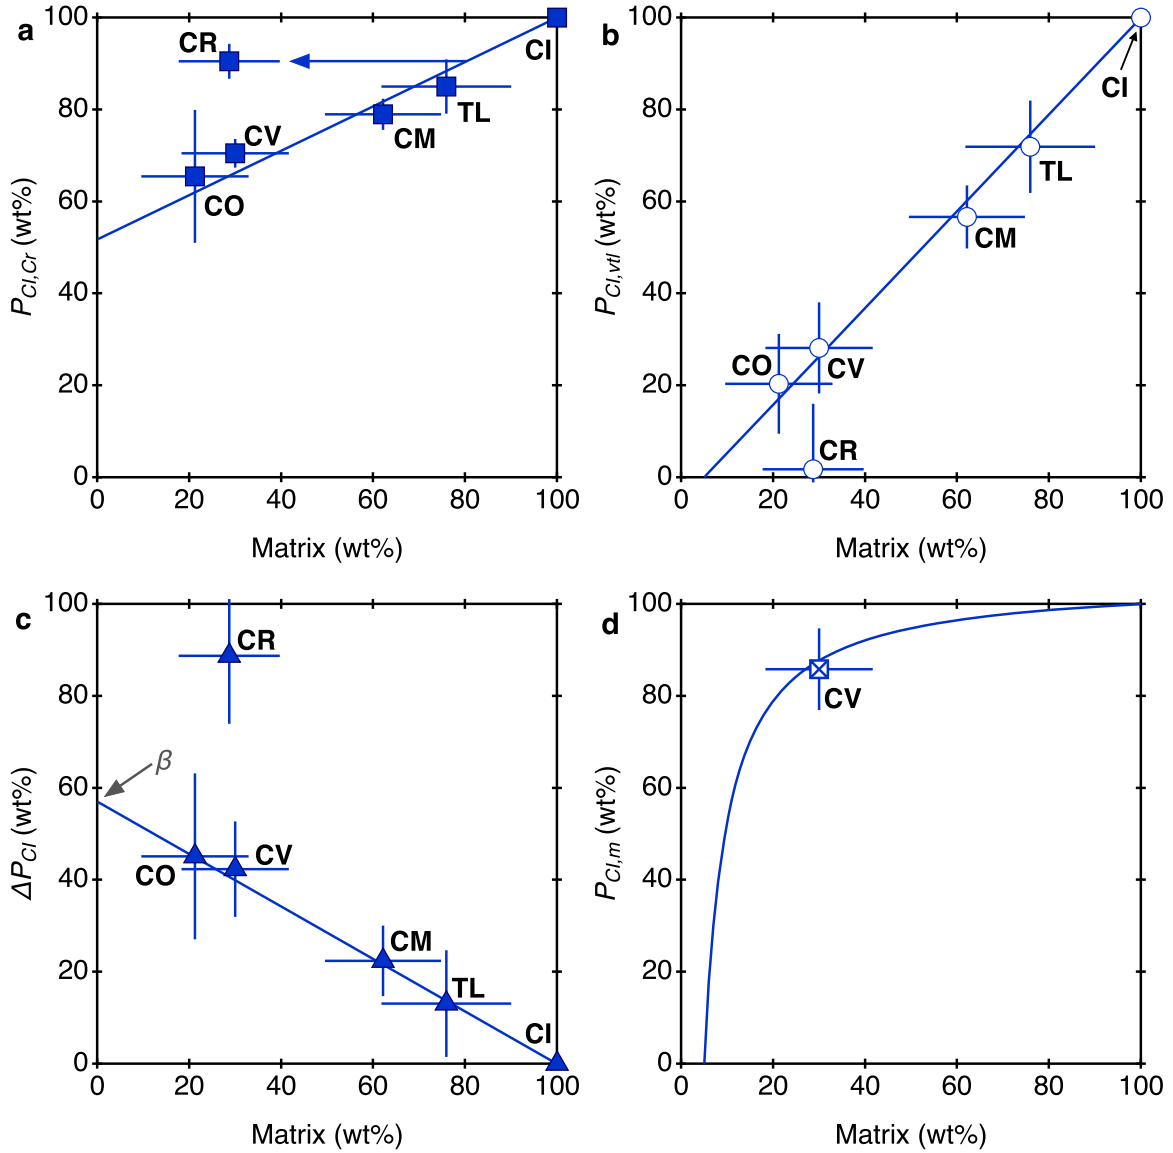 a
100
80
60
40
20
0
P_CI,Cr (wt%)
CR
CI
TL
CM
CV
CO
0 20 40 60 80 100
Matrix (wt%)
b
100
80
60
40
20
0
P_CI,vtl (wt%)
CI
TL
CM
CO
CV
CR
0 20 40 60 80 100
Matrix (wt%)
c
100
80
60
40
20
0
ΔP_CI (wt%)
CR
β
CV
CO
CM
TL
CI
0 20 40 60 80 100
Matrix (wt%)
d
100
80
60
40
20
0
P_CI,m (wt%)
CV
0 20 40 60 80 100
Matrix (wt%)